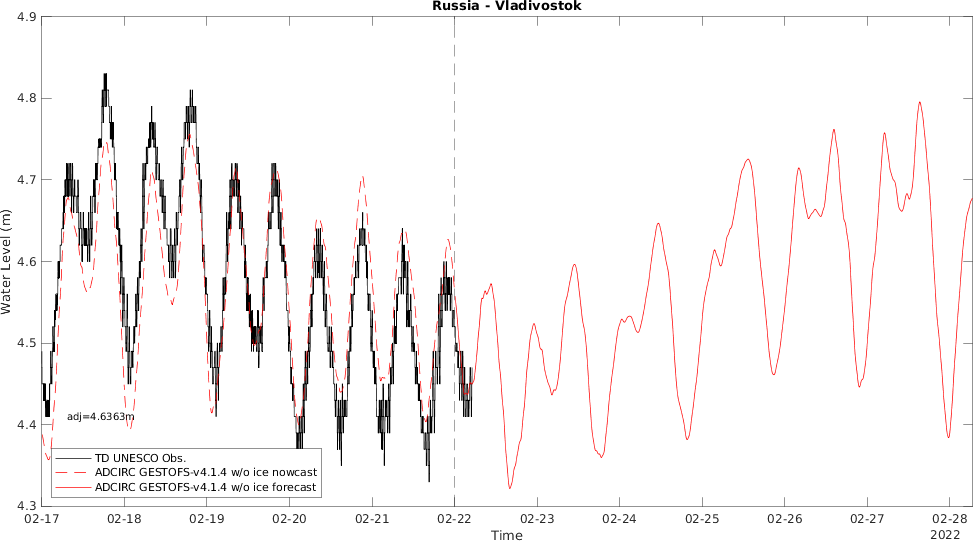 Russia - Vladivostok
4.9
4.8
4.7
4.6
4.5
4.4
4.3
Water Level (m)
adj=4.6363m
TD UNESCO Obs.
ADCIRC GESTOFS-v4.1.4 w/o ice nowcast
ADCIRC GESTOFS-v4.1.4 w/o ice forecast
02-17 02-18 02-19 02-20 02-21 02-22 02-23 02-24 02-25 02-26 02-27 02-28
2022
Time